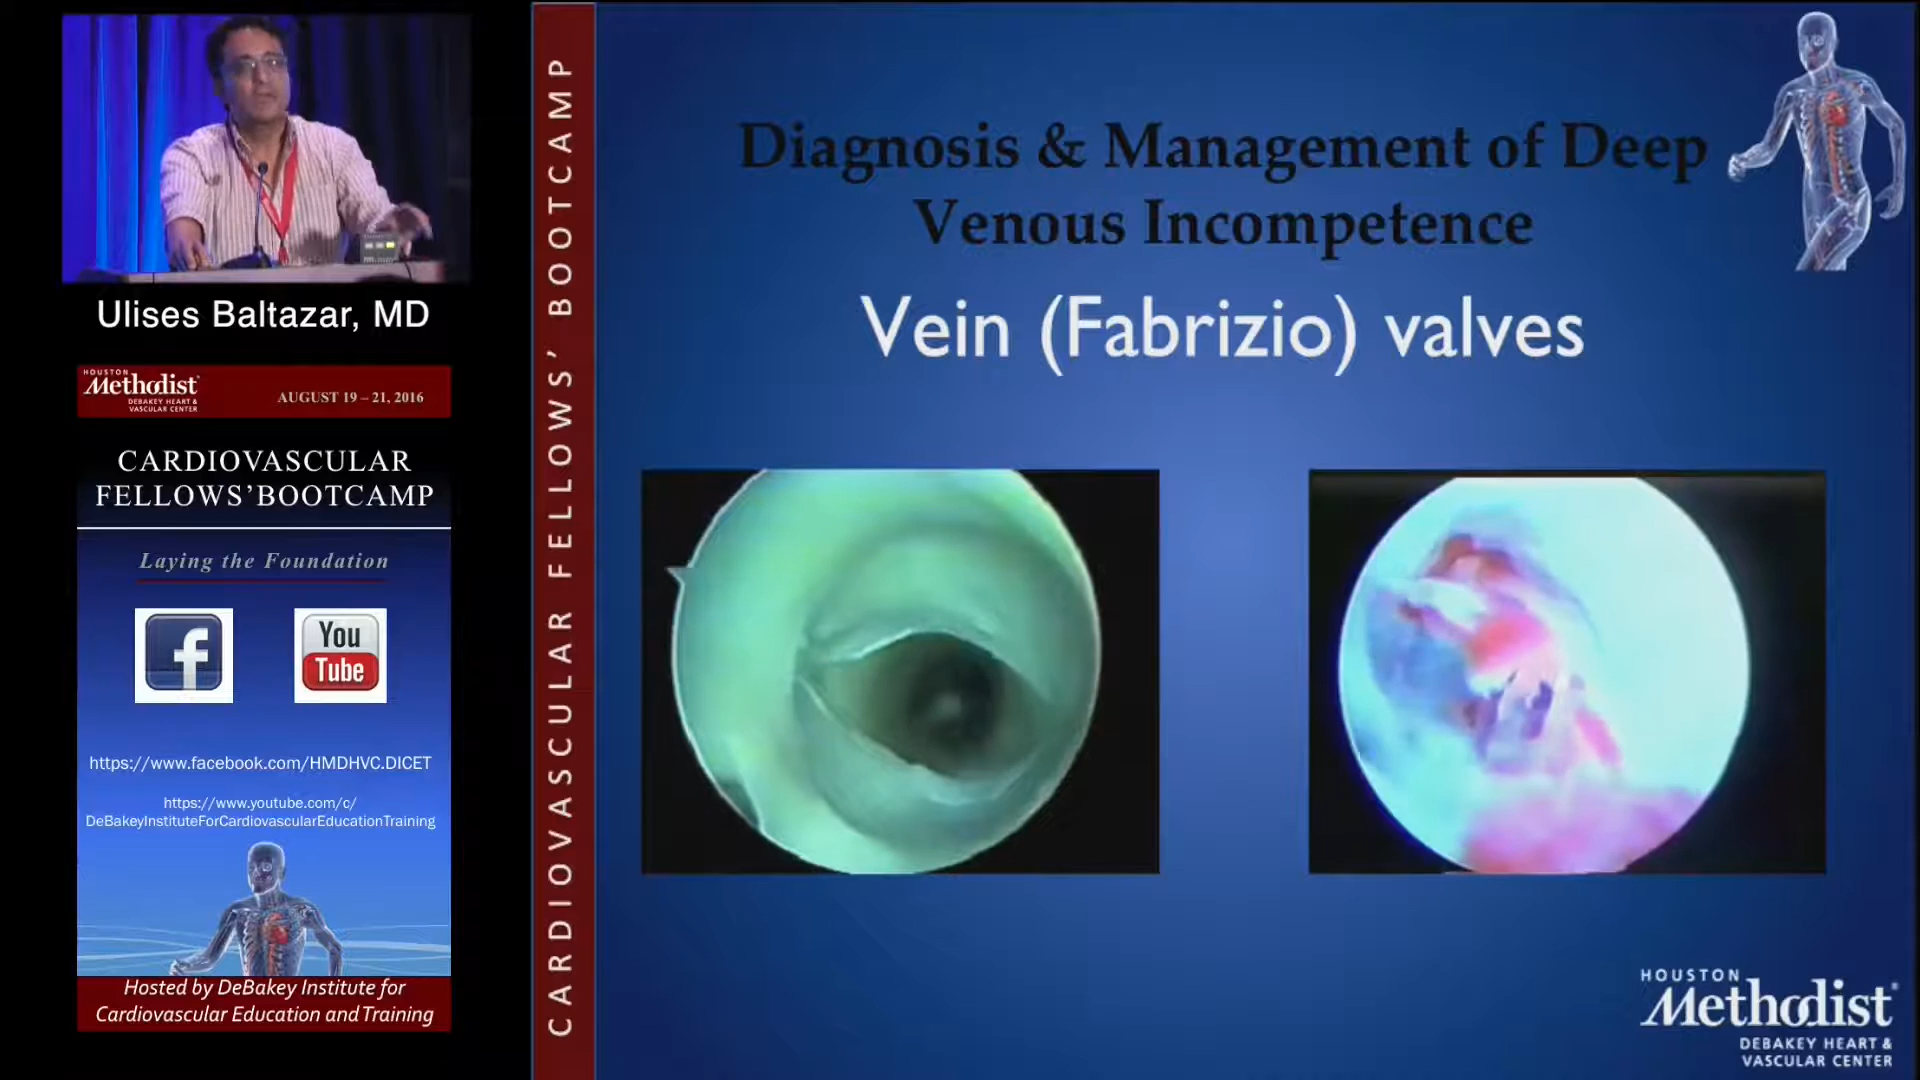 Ulises Baltazar, MD
HOUSTON
Methodist
DEBAKEY HEART &
VASCULAR CENTER
AUGUST 19 – 21, 2016
CARDIOVASCULAR
FELLOWS’BOOTCAMP
Laying the Foundation
f
You
Tube
https://www.facebook.com/HMDHVC.DICET
https://www.youtube.com/c/
DeBakeyInstituteForCardiovascularEducationTraining
Hosted by DeBakey Institute for
Cardiovascular Education and Training
CARDIOVASCULAR FELLOWS’ BOOTCAMP
Diagnosis & Management of Deep
Venous Incompetence
Vein (Fabrizio) valves
HOUSTON
Methodist
DEBAKEY HEART &
VASCULAR CENTER